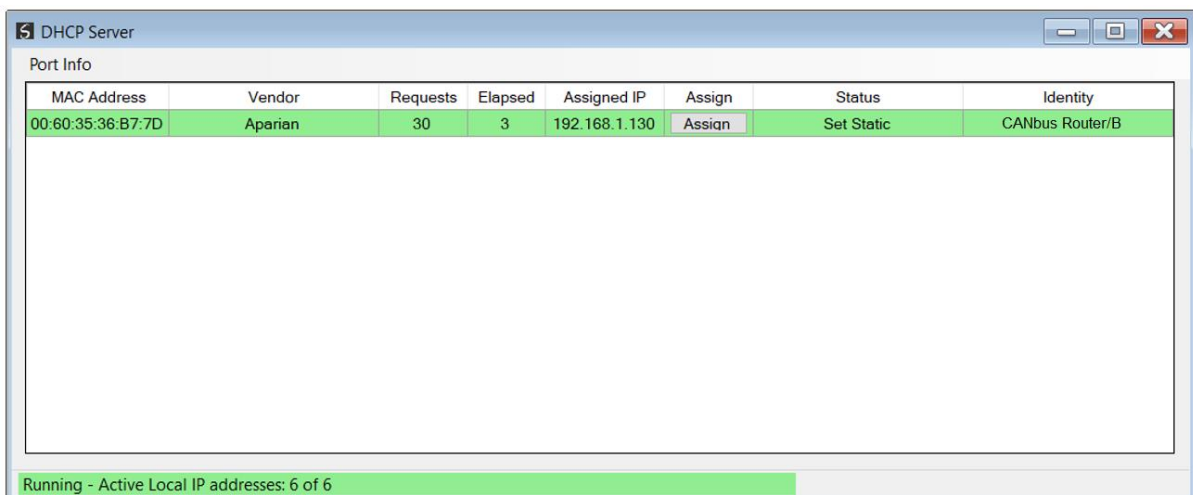 DHCP Server
Port Info
MAC Address Vendor Requests Elapsed Assigned IP Assign Status Identity
00:60:35:36:B7:7D Aparian 30 3 192.168.1.130 Assign Set Static CANbus Router/B
Running - Active Local IP addresses: 6 of 6